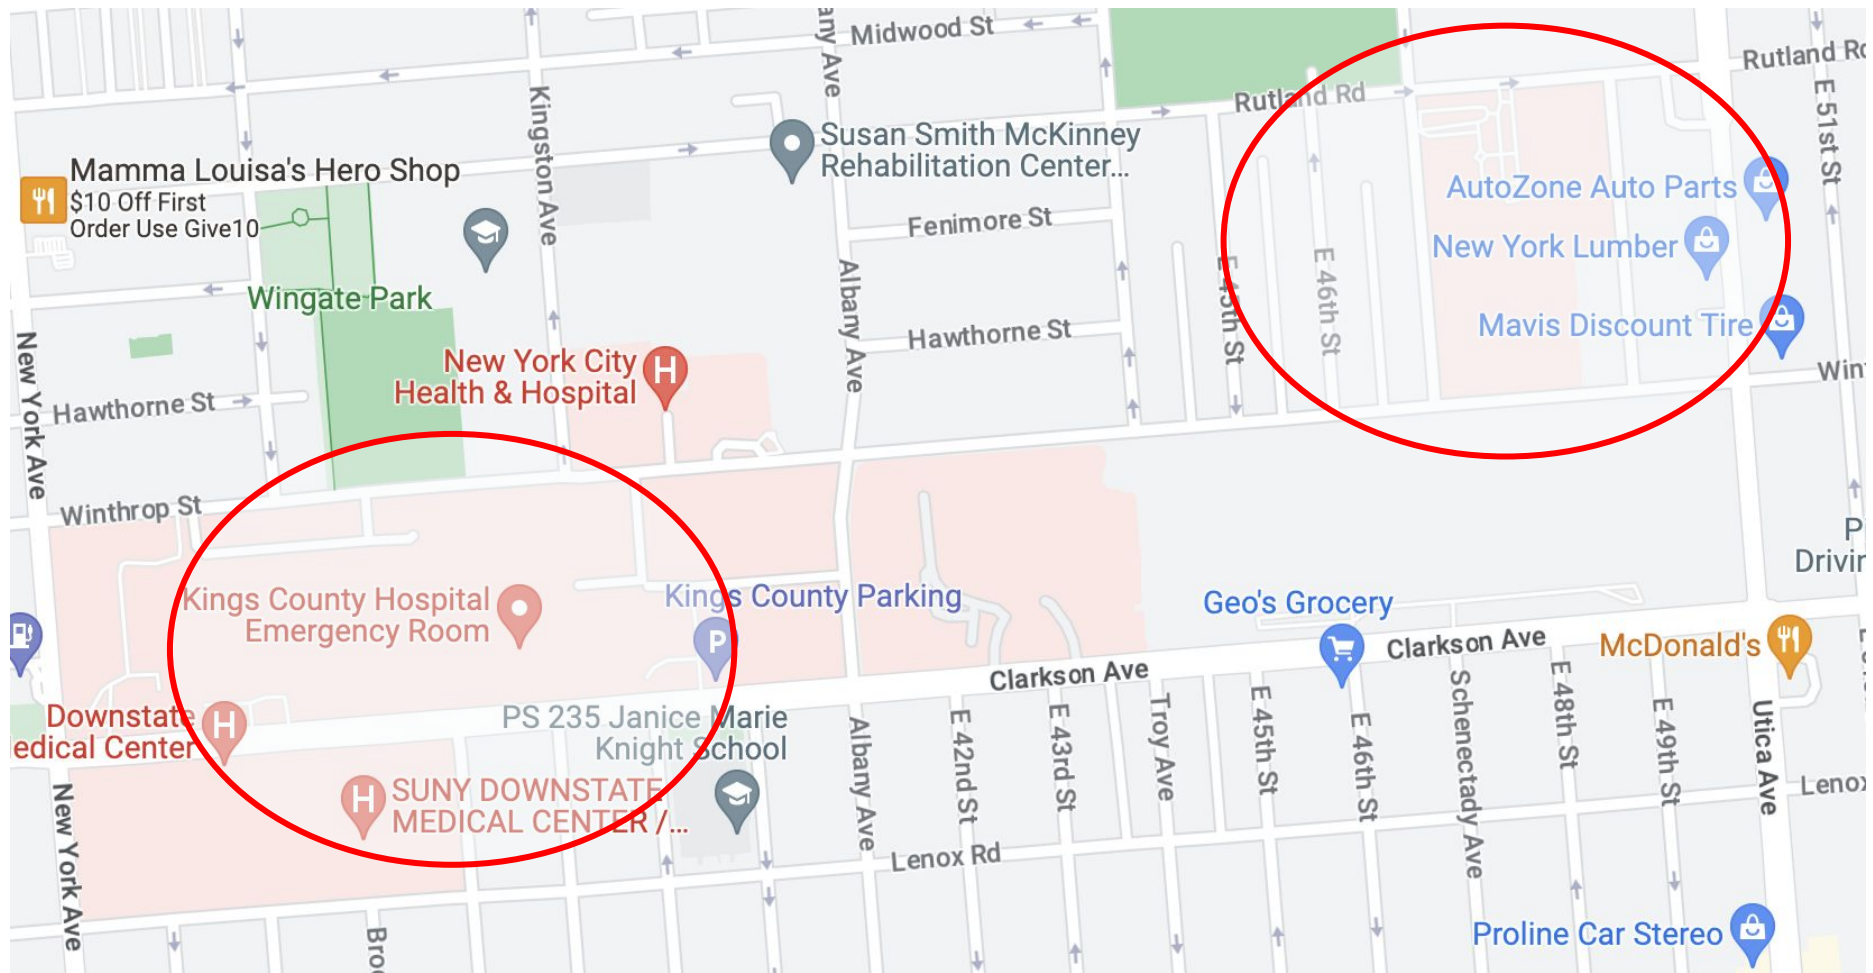 any Ave
Midwood St
Rutland Rd
E 51st St
Kingston Ave
Rutland Rd
Susan Smith McKinney
Rehabilitation Center...
Mamma Louisa's Hero Shop
$10 Off First
Order Use Give10
AutoZone Auto Parts
Fenimore St
New York Lumber
E 45th St
E 46th St
Wingate Park
Albany Ave
Hawthorne St
Mavis Discount Tire
New York Ave
New York City
Health & Hospital
H
Win
Hawthorne St
Winthrop St
P
Drivin
Kings County Hospital
Emergency Room
Kings County Parking
P
Geo's Grocery
Clarkson Ave
McDonald's
Clarkson Ave
Downstate
edical Center
H
PS 235 Janice Marie
Knight School
Albany Ave
E 42nd St
E 43rd St
Troy Ave
E 45th St
E 46th St
Schenectady Ave
E 48th St
E 49th St
Utica Ave
H
SUNY DOWNSTATE
MEDICAL CENTER /...
Lenox
New York Ave
Lenox Rd
Broo
Proline Car Stereo